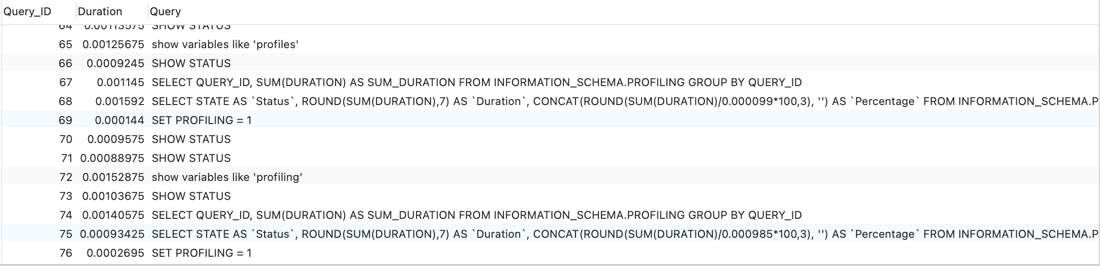 Query_ID Duration Query
64 0.00113575 SHOW STATUS
65 0.00125675 show variables like 'profiles'
66 0.0009245 SHOW STATUS
67 0.001145 SELECT QUERY_ID, SUM(DURATION) AS SUM_DURATION FROM INFORMATION_SCHEMA.PROFILING GROUP BY QUERY_ID
68 0.001592 SELECT STATE AS `Status`, ROUND(SUM(DURATION),7) AS `Duration`, CONCAT(ROUND(SUM(DURATION)/0.000099*100,3), '') AS `Percentage` FROM INFORMATION_SCHEMA.P
69 0.000144 SET PROFILING = 1
70 0.0009575 SHOW STATUS
71 0.00088975 SHOW STATUS
72 0.00152875 show variables like 'profiling'
73 0.00103675 SHOW STATUS
74 0.00140575 SELECT QUERY_ID, SUM(DURATION) AS SUM_DURATION FROM INFORMATION_SCHEMA.PROFILING GROUP BY QUERY_ID
75 0.00093425 SELECT STATE AS `Status`, ROUND(SUM(DURATION),7) AS `Duration`, CONCAT(ROUND(SUM(DURATION)/0.000985*100,3), '') AS `Percentage` FROM INFORMATION_SCHEMA.P
76 0.0002695 SET PROFILING = 1